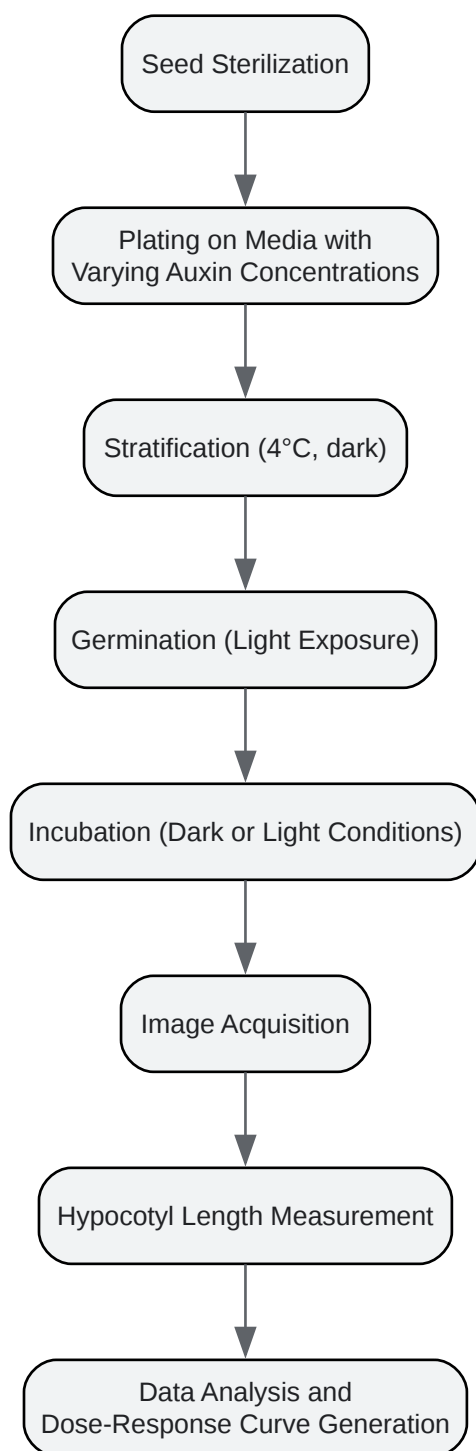 Seed Sterilization
Plating on Media with
Varying Auxin Concentrations
Stratification (4°C, dark)
Germination (Light Exposure)
Incubation (Dark or Light Conditions)
Image Acquisition
Hypocotyl Length Measurement
Data Analysis and
Dose-Response Curve Generation